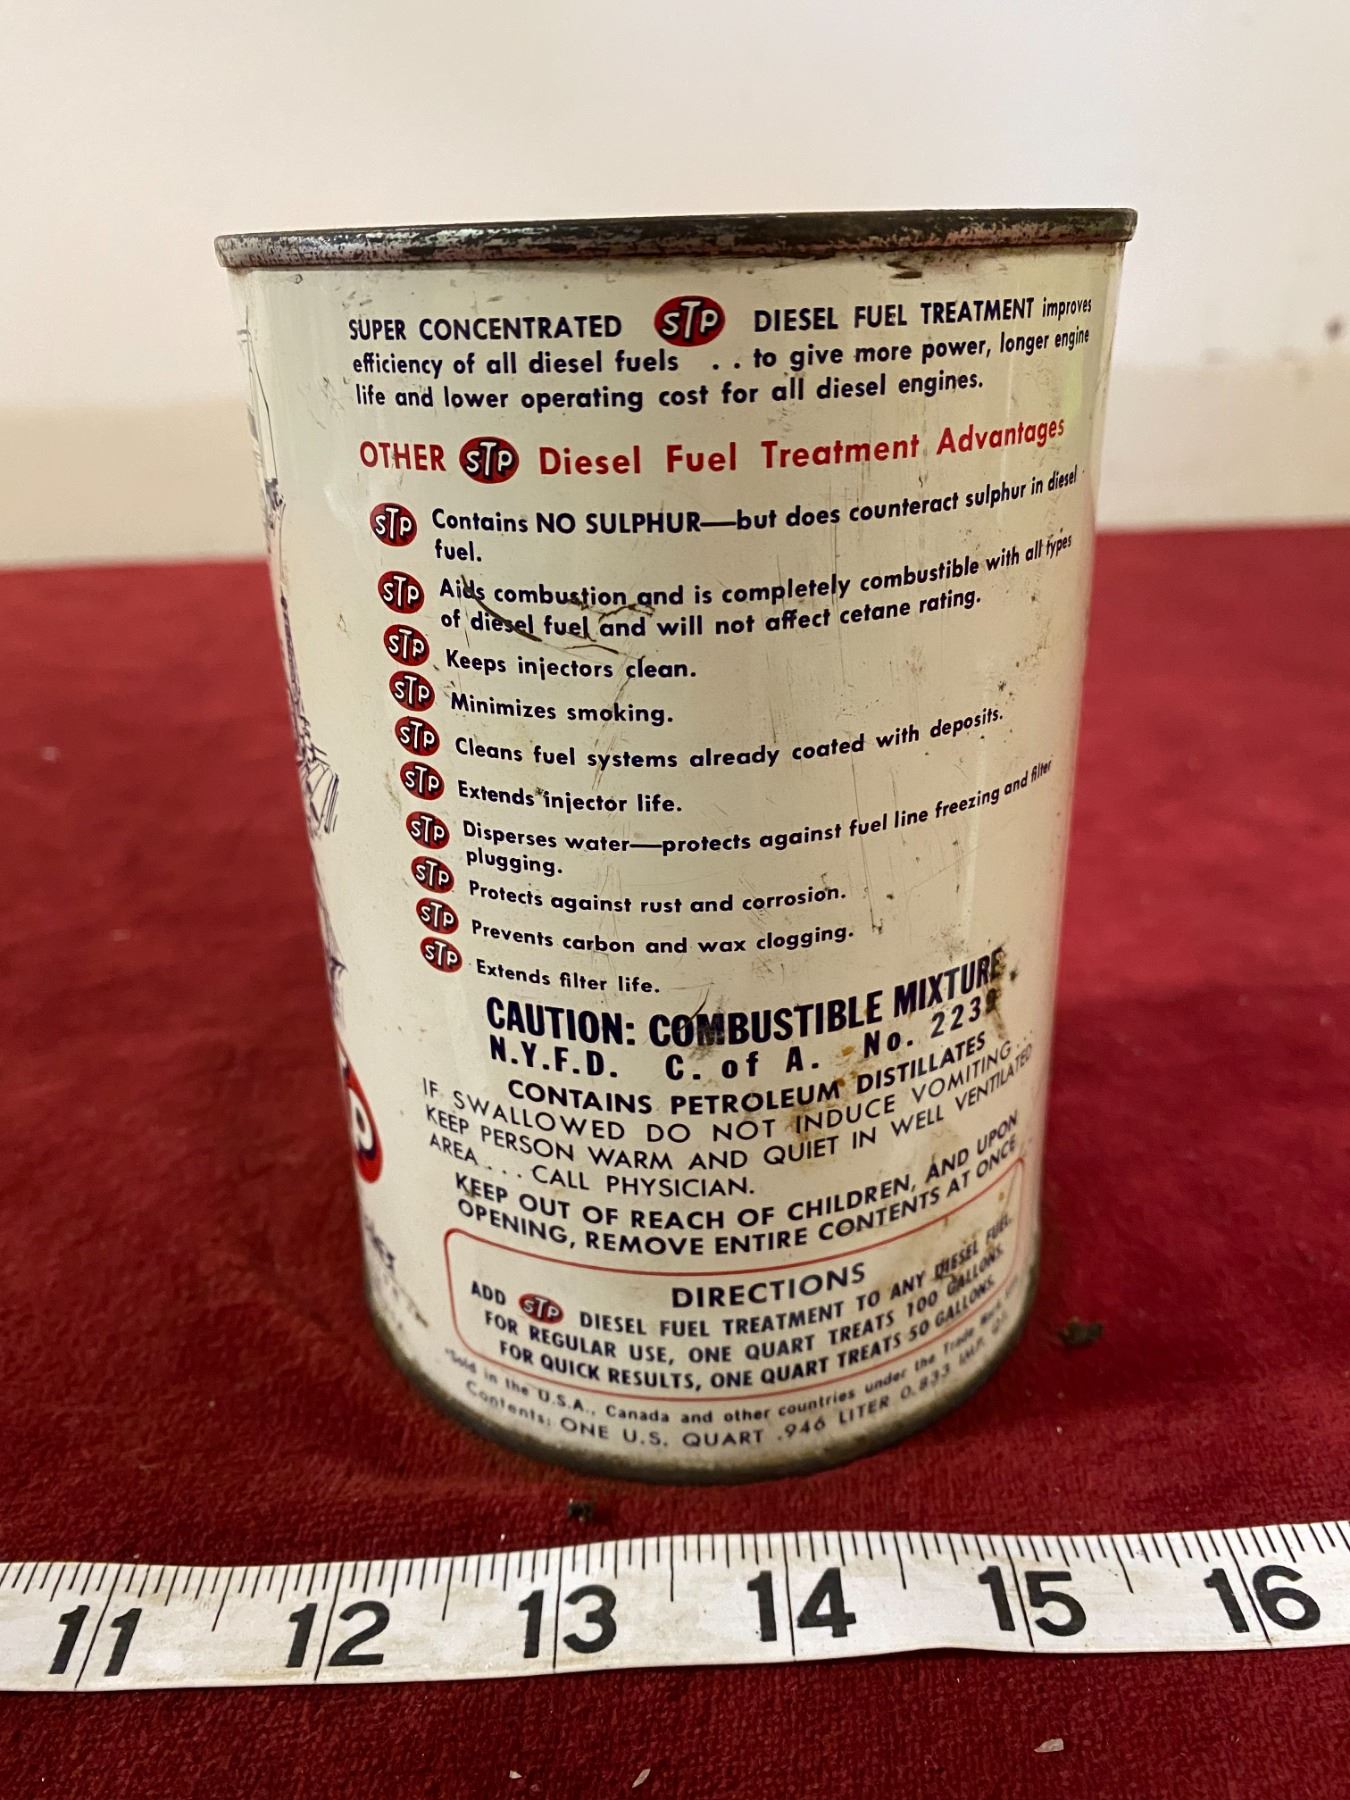 SUPER CONCENTRATED STP DIESEL FUEL TREATMENT improves
efficiency of all diesel fuels . . to give more power, longer engine
life and lower operating cost for all diesel engines.
OTHER STP Diesel Fuel Treatment Advantages
STP Contains NO SULPHUR—but does counteract sulphur in diesel
fuel.
STP Aids combustion and is completely combustible with all types
of diesel fuel and will not affect cetane rating.
STP Keeps injectors clean.
STP Minimizes smoking.
STP Cleans fuel systems already coated with deposits.
STP Extends injector life.
STP Disperses water—protects against fuel line freezing and filter
plugging.
STP Protects against rust and corrosion.
STP Prevents carbon and wax clogging.
STP Extends filter life.
CAUTION: COMBUSTIBLE MIXTURE
N.Y.F.D. C. of A. No. 2239
CONTAINS PETROLEUM DISTILLATES
IF SWALLOWED DO NOT INDUCE VOMITING . .
KEEP PERSON WARM AND QUIET IN WELL VENTILATED
AREA . . . CALL PHYSICIAN.
KEEP OUT OF REACH OF CHILDREN, AND UPON
OPENING, REMOVE ENTIRE CONTENTS AT ONCE
DIRECTIONS
ADD STP DIESEL FUEL TREATMENT TO ANY DIESEL FUEL.
FOR REGULAR USE, ONE QUART TREATS 100 GALLONS.
FOR QUICK RESULTS, ONE QUART TREATS 50 GALLONS.
*Sold in the U.S.A., Canada and other countries under the Trade Mark
Contents: ONE U.S. QUART .946 LITER 0.833 IMP. QT.
11 12 13 14 15 16